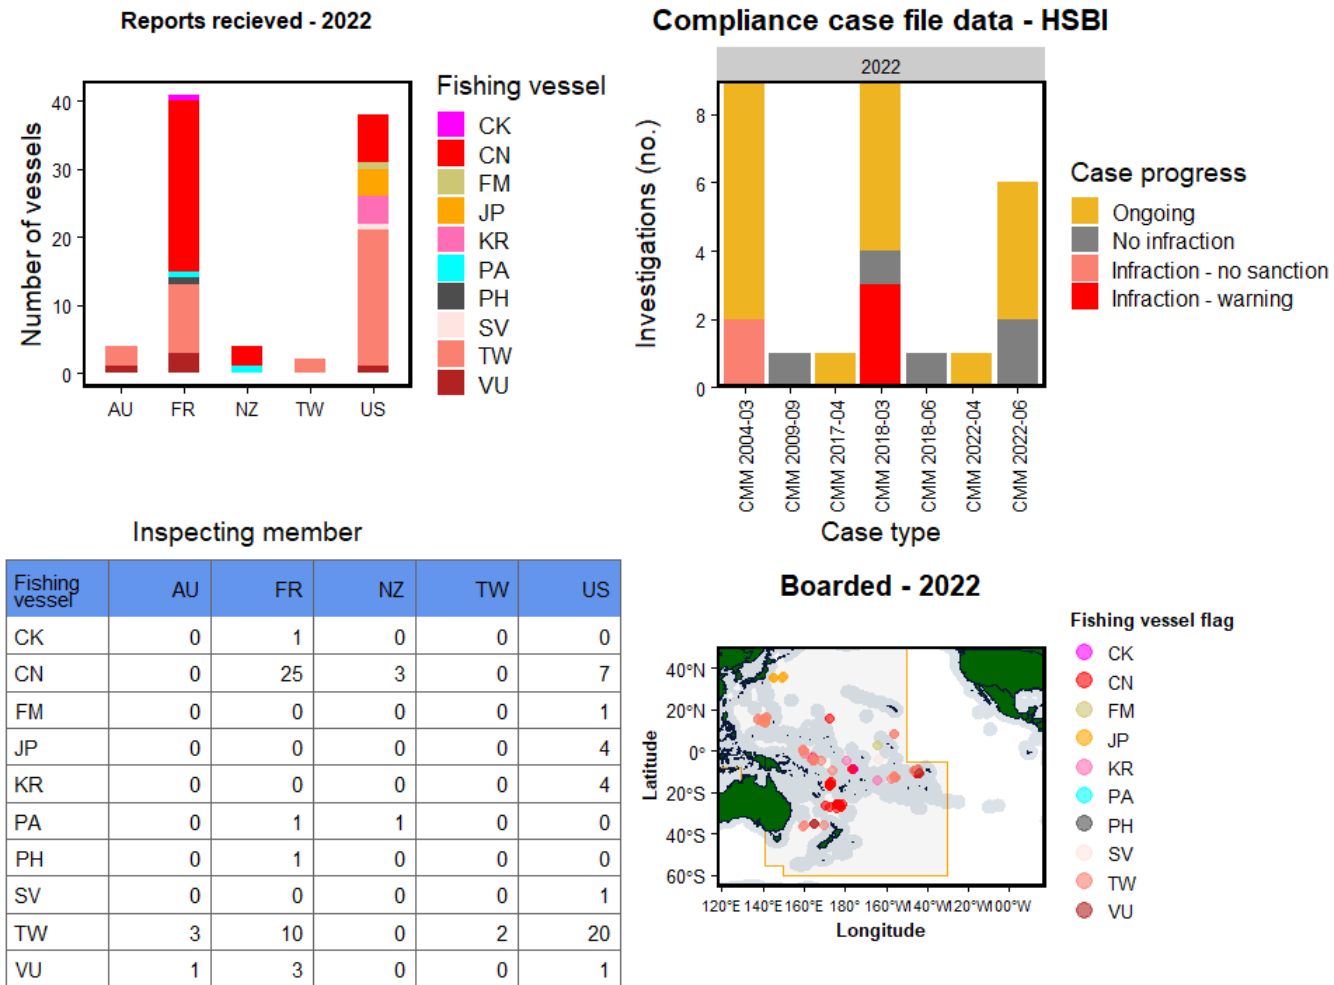 Reports recieved - 2022
Number of vessels
40
30
20
10
0
AU FR NZ TW US
Fishing vessel
CK
CN
FM
JP
KR
PA
PH
SV
TW
VU
Compliance case file data - HSBI
2022
Investigations (no.)
8
6
4
2
0
CMM 2004-03
CMM 2009-09
CMM 2017-04
CMM 2018-03
CMM 2018-06
CMM 2022-04
CMM 2022-06
Case type
Case progress
Ongoing
No infraction
Infraction - no sanction
Infraction - warning
Inspecting member
Fishing
vessel AU FR NZ TW US
CK 0 1 0 0 0
CN 0 25 3 0 7
FM 0 0 0 0 1
JP 0 0 0 0 4
KR 0 0 0 0 4
PA 0 1 1 0 0
PH 0 1 0 0 0
SV 0 0 0 0 1
TW 3 10 0 2 20
VU 1 3 0 0 1
Boarded - 2022
Latitude
40°N
20°N
0°
20°S
40°S
60°S
120°E 140°E 160°E 180° 160°W 140°W 120°W 100°W
Longitude
Fishing vessel flag
CK
CN
FM
JP
KR
PA
PH
SV
TW
VU